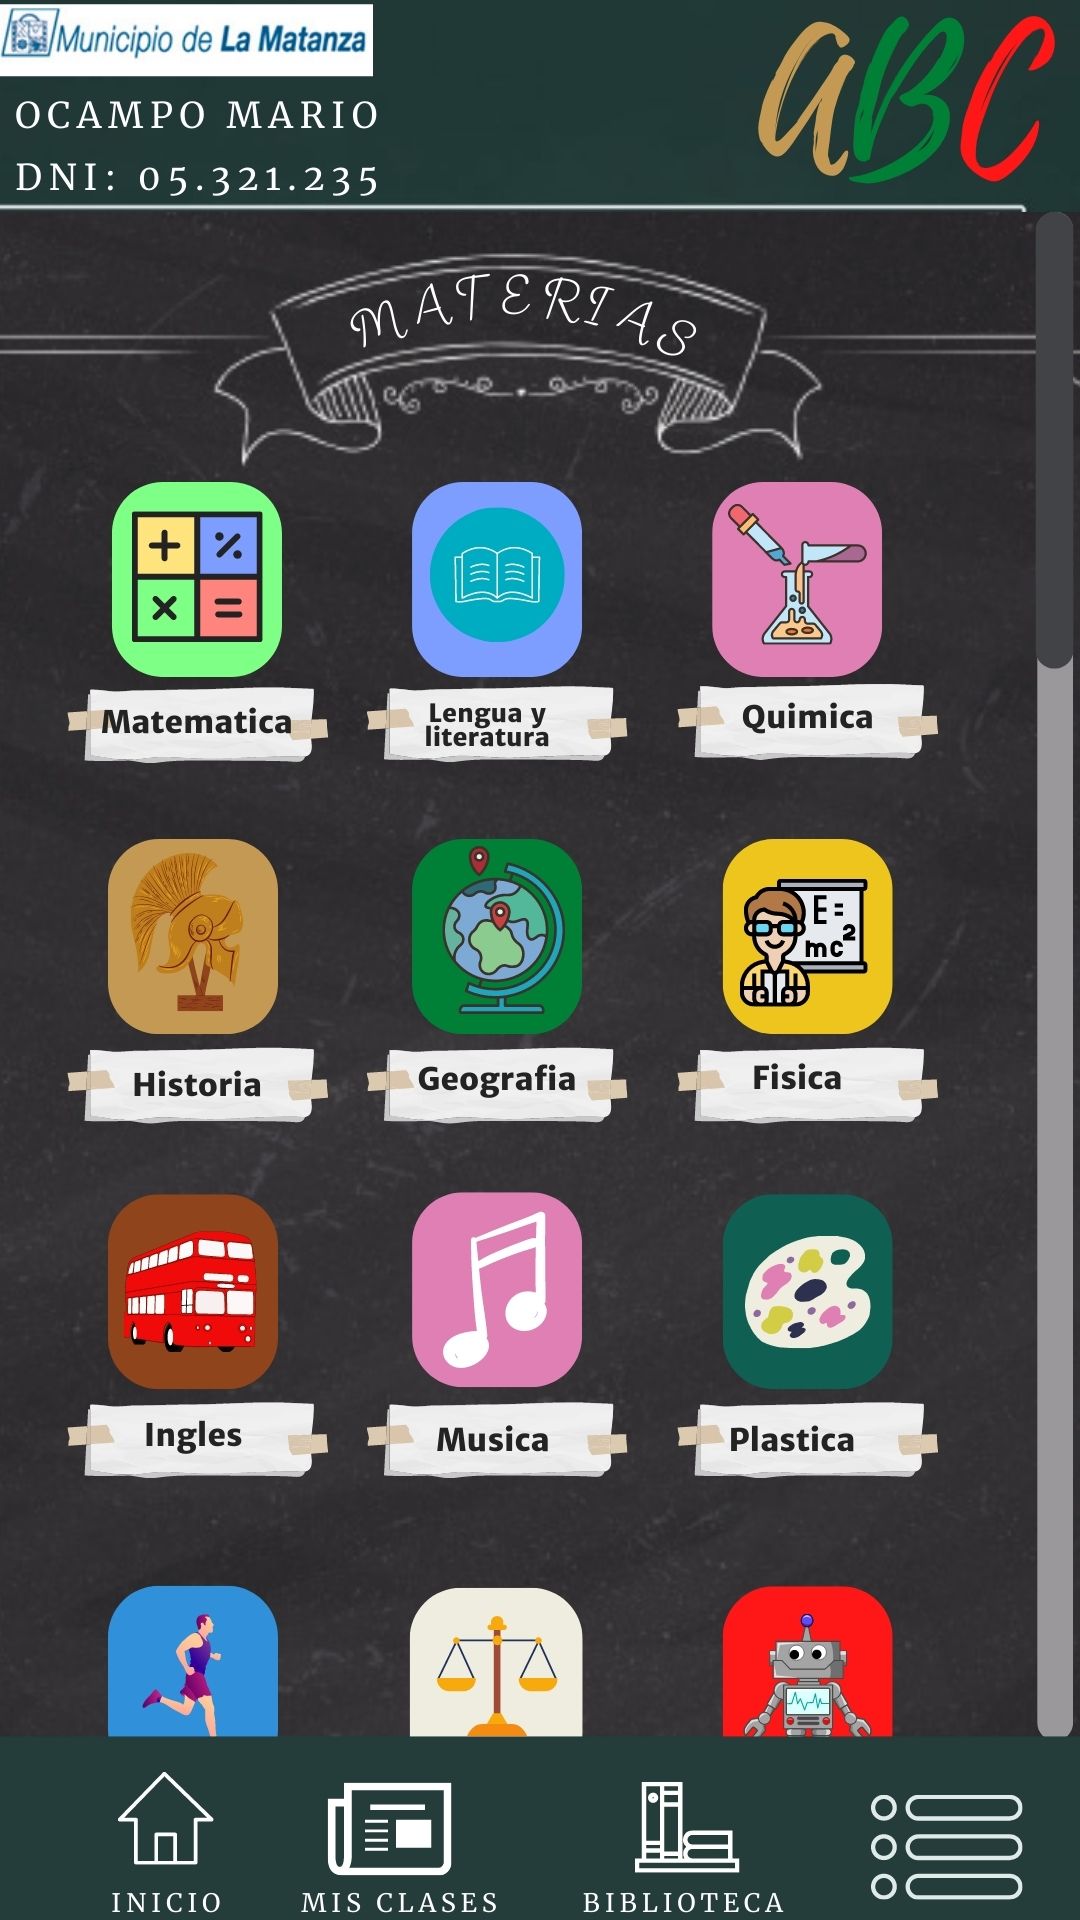 Municipio de La Matanza
aBC
OCAMPO MARIO
DNI: 05.321.235
MATERIAS
+ %
× =
Matematica
Lengua y
literatura
Quimica
E=
mc²
Historia
Geografia
Fisica
Ingles
Musica
Plastica
INICIO
MIS CLASES
BIBLIOTECA